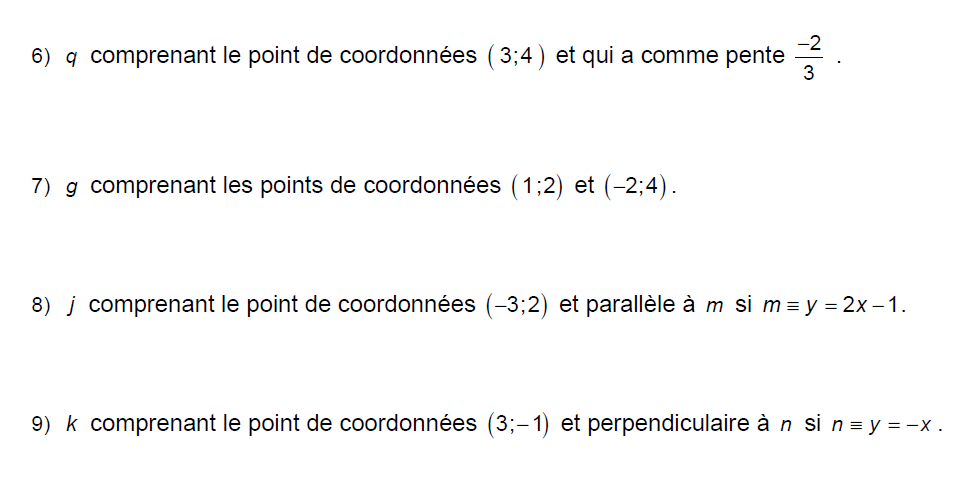 6) q comprenant le point de coordonnées (3;4) et qui a comme pente −2/3 .
7) g comprenant les points de coordonnées (1;2) et (−2;4).
8) j comprenant le point de coordonnées (−3;2) et parallèle à m si m ≡ y = 2x − 1.
9) k comprenant le point de coordonnées (3;−1) et perpendiculaire à n si n ≡ y = −x .